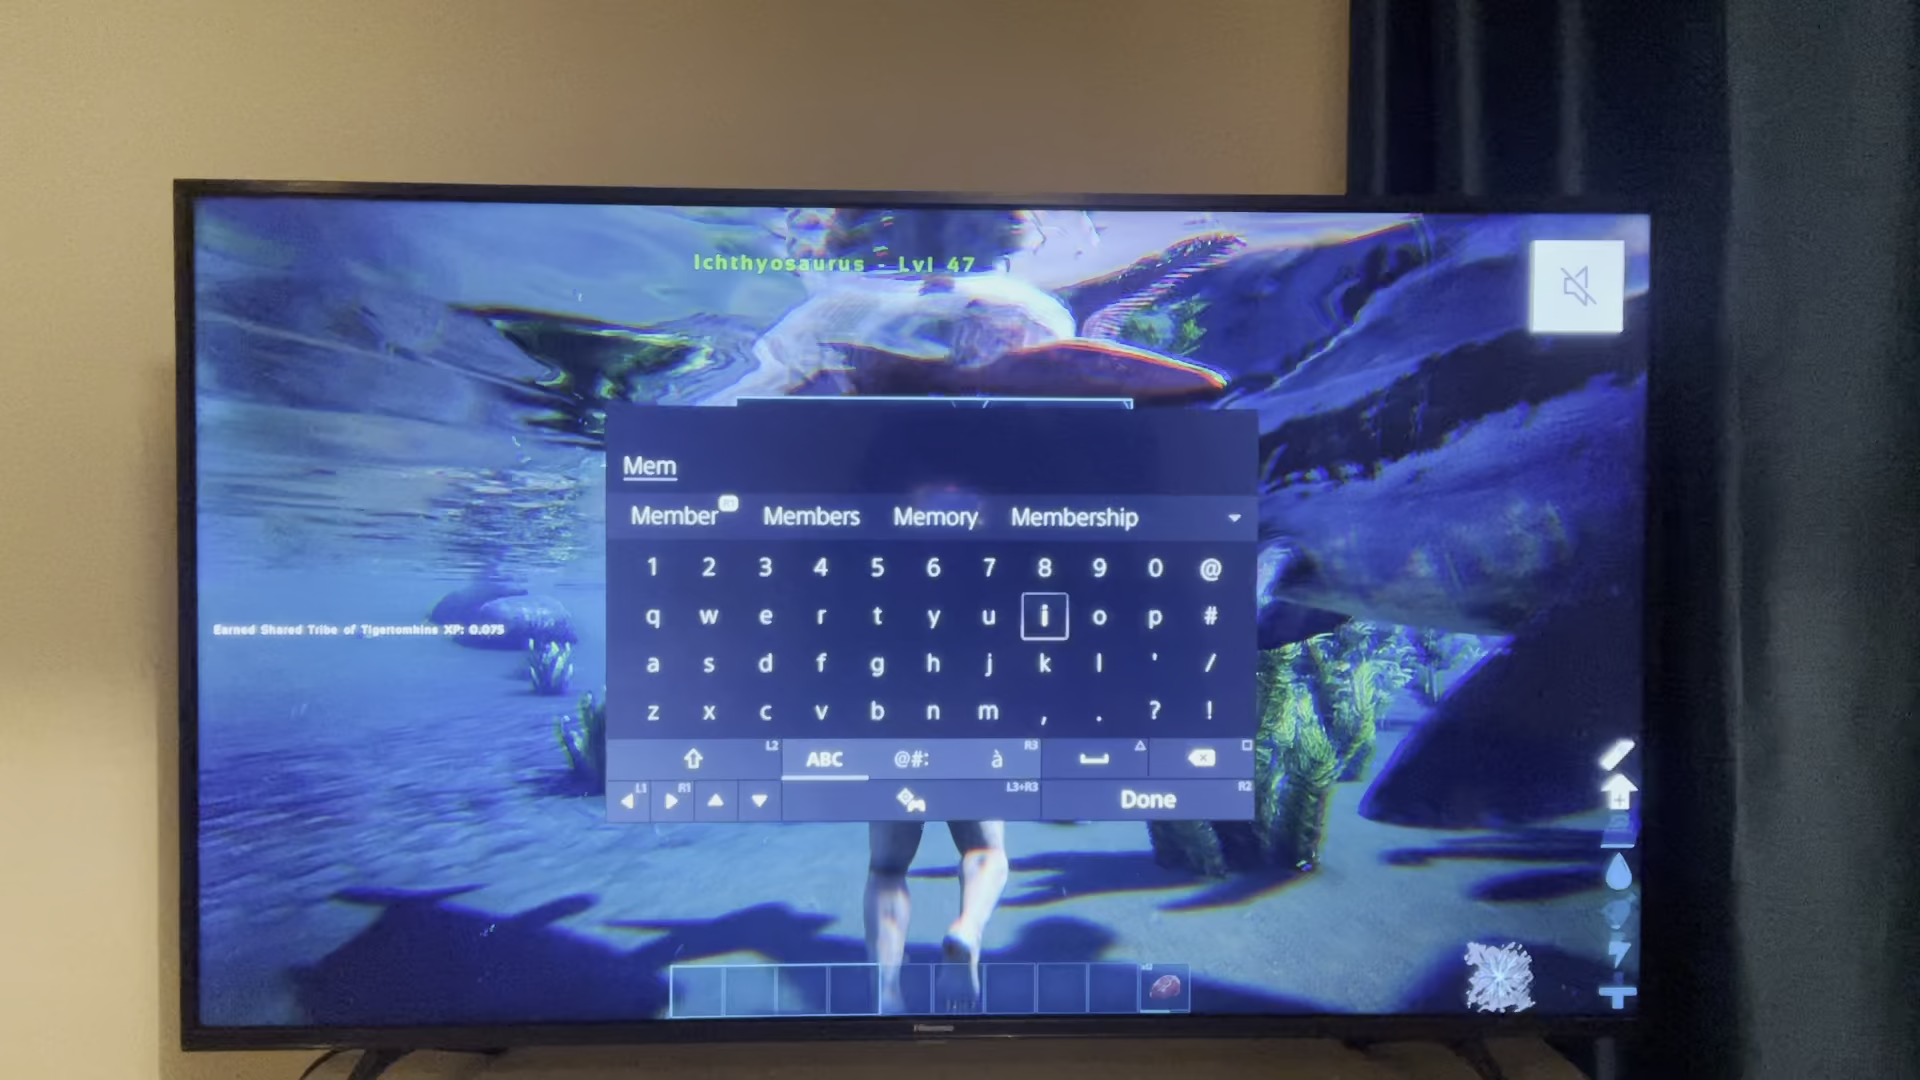 Ichthyosaurus - Lvl 47
Mem
Member Members Memory Membership
1 2 3 4 5 6 7 8 9 0 @
q w e r t y u i o p #
Earned Shared Tribe of Tigertomkins XP: 0.075
a s d f g h j k l ' /
z x c v b n m , . ? !
L2 ABC @#: à R3
L1 R1 L3+R3 Done R2
Hisense